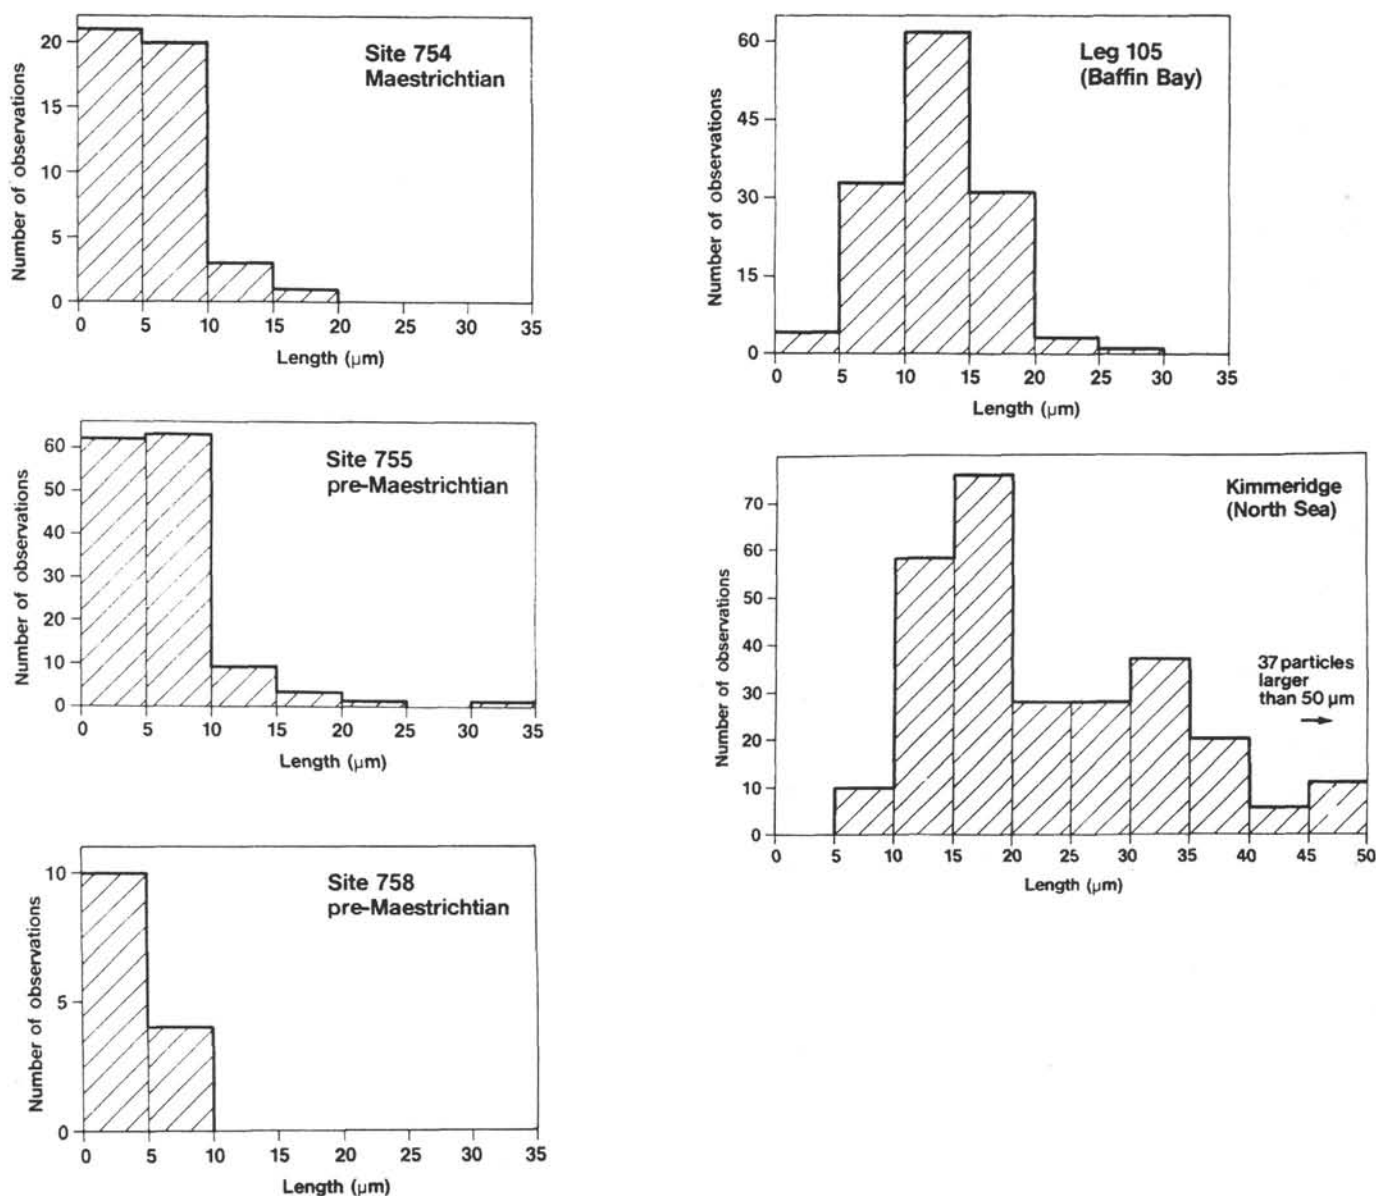 Site 754
Maestrichtian
Number of observations
20
15
10
5
0
0 5 10 15 20 25 30 35
Length (µm)
Site 755
pre-Maestrichtian
Number of observations
60
50
40
30
20
10
0
0 5 10 15 20 25 30 35
Length (µm)
Site 758
pre-Maestrichtian
Number of observations
10
5
0
0 5 10 15 20 25 30 35
Length (µm)
Leg 105
(Baffin Bay)
Number of observations
60
45
30
15
0
0 5 10 15 20 25 30 35
Length (µm)
Kimmeridge
(North Sea)
37 particles
larger
than 50 µm
Number of observations
70
60
50
40
30
20
10
0
0 5 10 15 20 25 30 35 40 45 50
Length (µm)